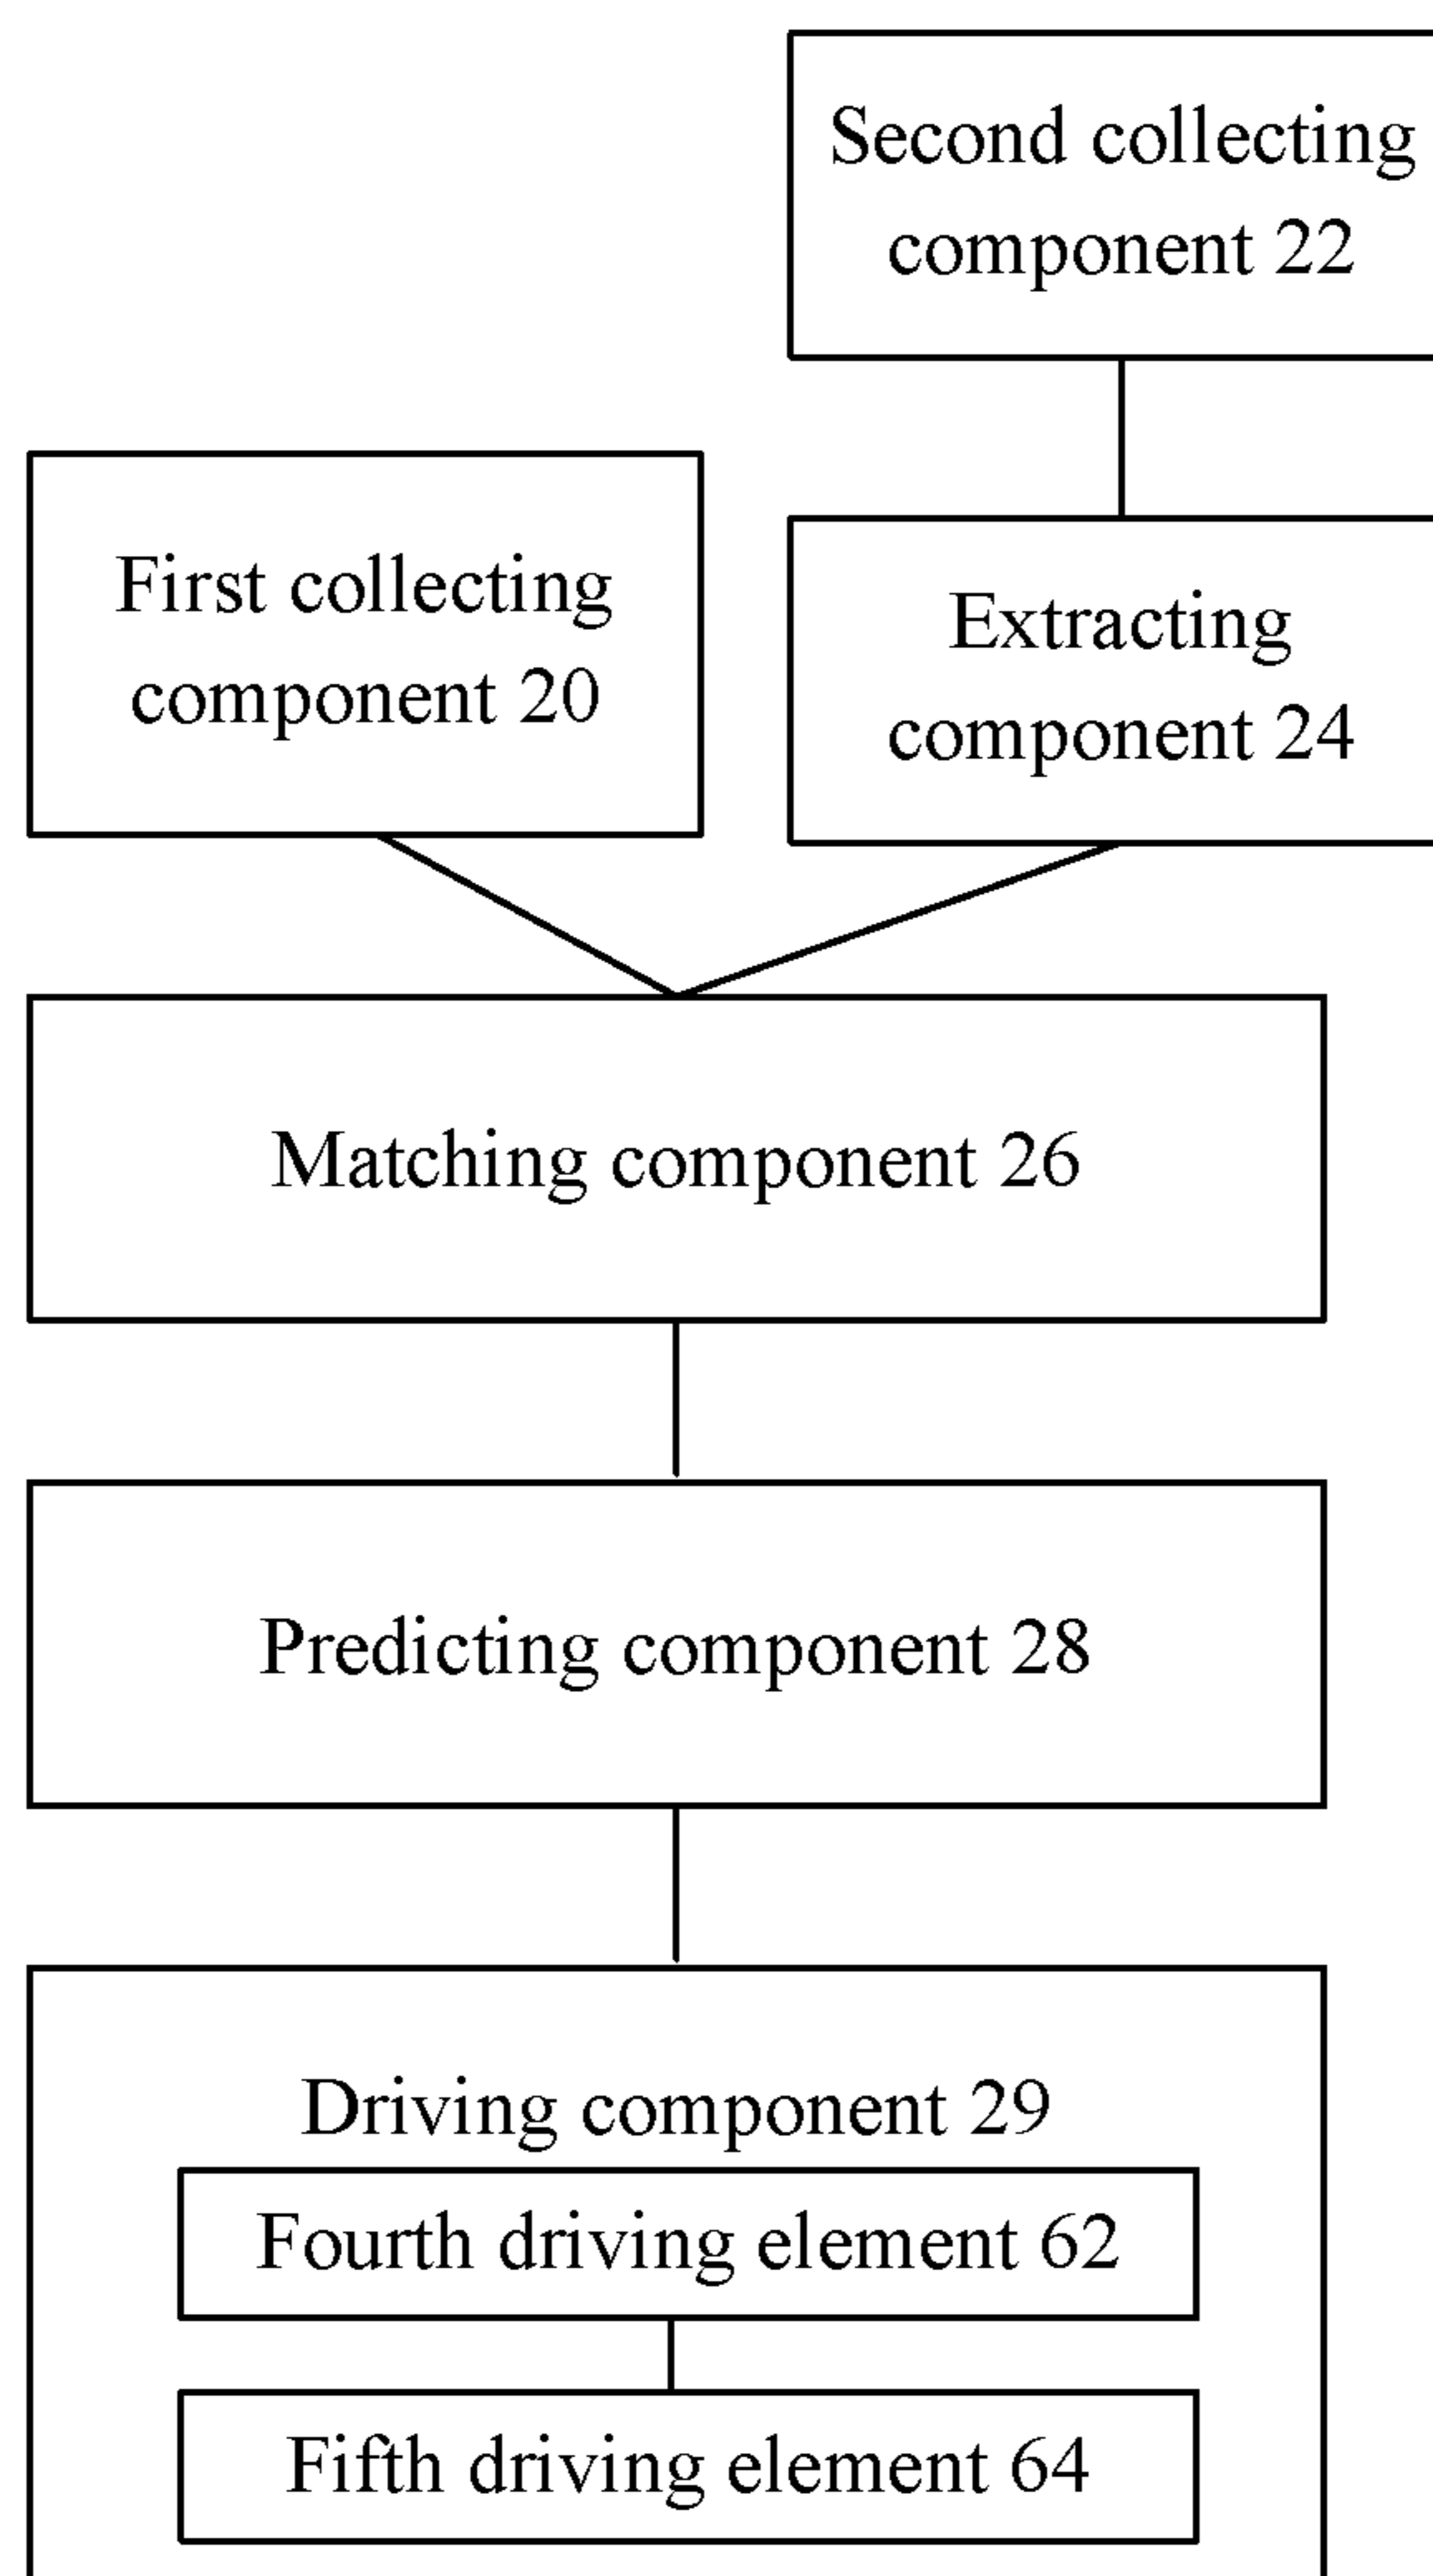 Second collecting
component 22
First collecting
component 20
Extracting
component 24
Matching component 26
Predicting component 28
Driving component 29
Fourth driving element 62
Fifth driving element 64